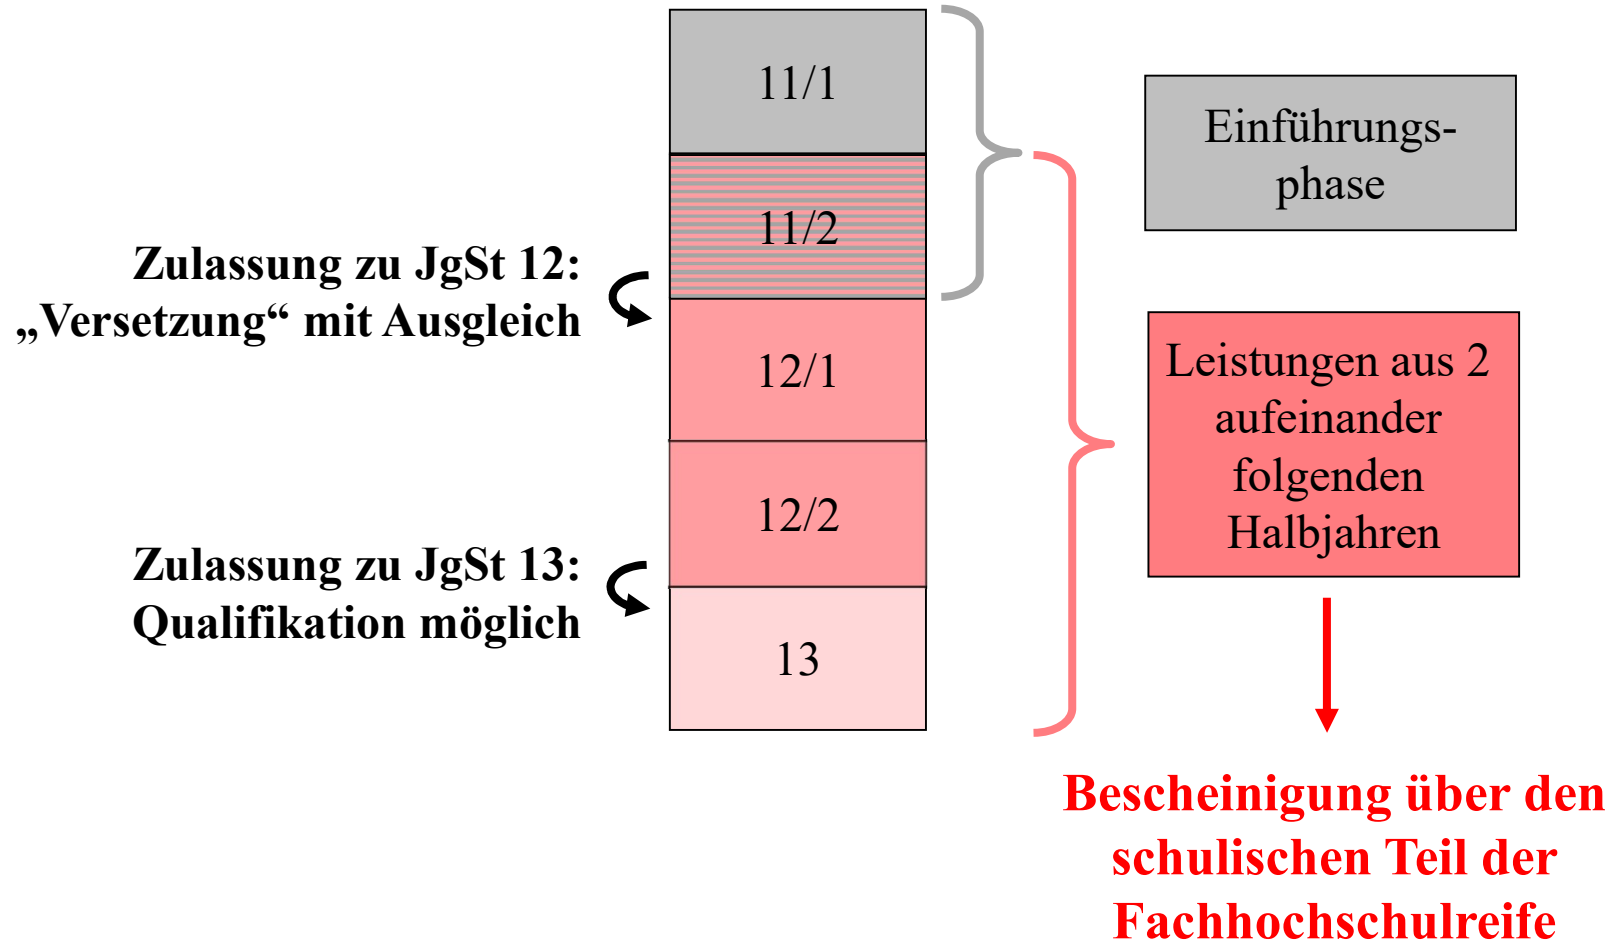 11/1
11/2
12/1
12/2
13
Zulassung zu JgSt 12:
„Versetzung“ mit Ausgleich
Zulassung zu JgSt 13:
Qualifikation möglich
Einführungs-
phase
Leistungen aus 2
aufeinander
folgenden
Halbjahren
Bescheinigung über den
schulischen Teil der
Fachhochschulreife